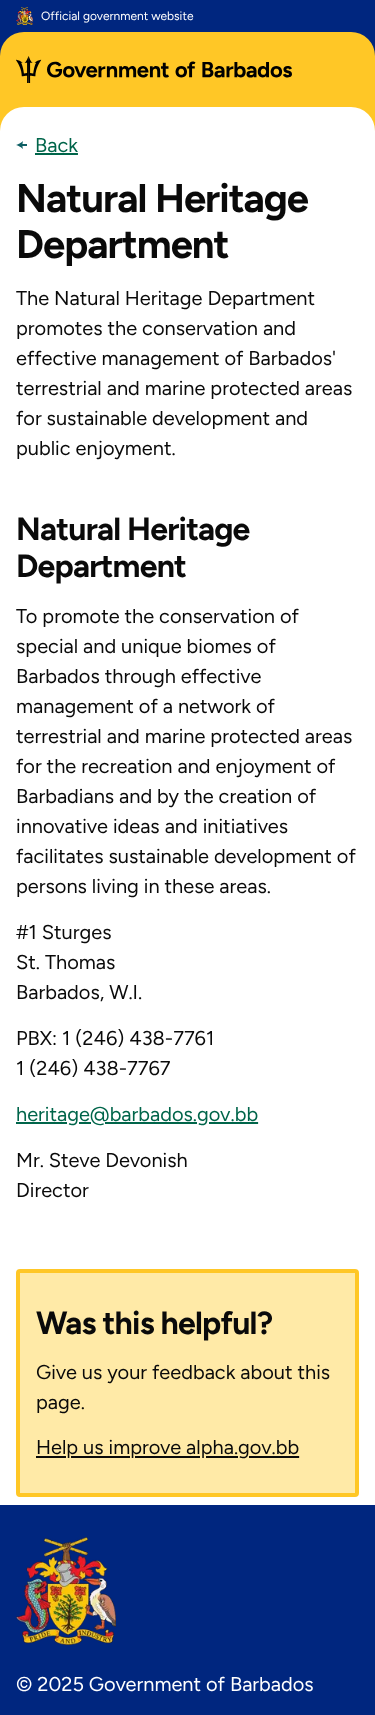 Official government website
Government of Barbados
Back
Natural Heritage
Department
The Natural Heritage Department
promotes the conservation and
effective management of Barbados'
terrestrial and marine protected areas
for sustainable development and
public enjoyment.
Natural Heritage
Department
To promote the conservation of
special and unique biomes of
Barbados through effective
management of a network of
terrestrial and marine protected areas
for the recreation and enjoyment of
Barbadians and by the creation of
innovative ideas and initiatives
facilitates sustainable development of
persons living in these areas.
#1 Sturges
St. Thomas
Barbados, W.I.
PBX: 1 (246) 438-7761
1 (246) 438-7767
heritage@barbados.gov.bb
Mr. Steve Devonish
Director
Was this helpful?
Give us your feedback about this
page.
Help us improve alpha.gov.bb
PRIDE AND INDUSTRY
© 2025 Government of Barbados